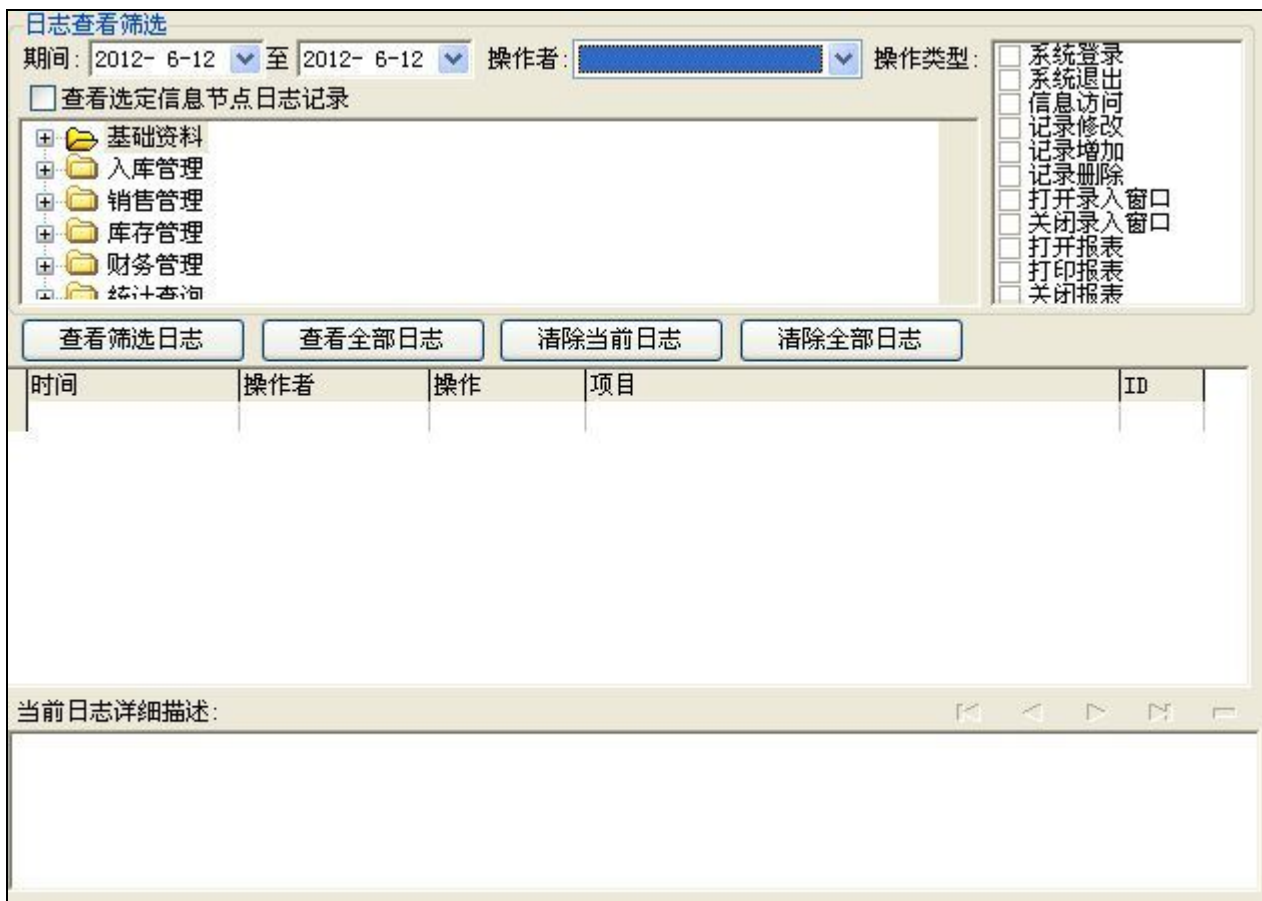 日志查看筛选
期间: 2012- 6-12 至 2012- 6-12 操作者: 操作类型:
系统登录
系统退出
信息访问
记录修改
记录增加
记录删除
打开录入窗口
关闭录入窗口
打开报表
打印报表
关闭报表
查看选定信息节点日志记录
基础资料
入库管理
销售管理
库存管理
财务管理
统计查询
查看筛选日志 查看全部日志 清除当前日志 清除全部日志
时间 操作者 操作 项目 ID
当前日志详细描述: